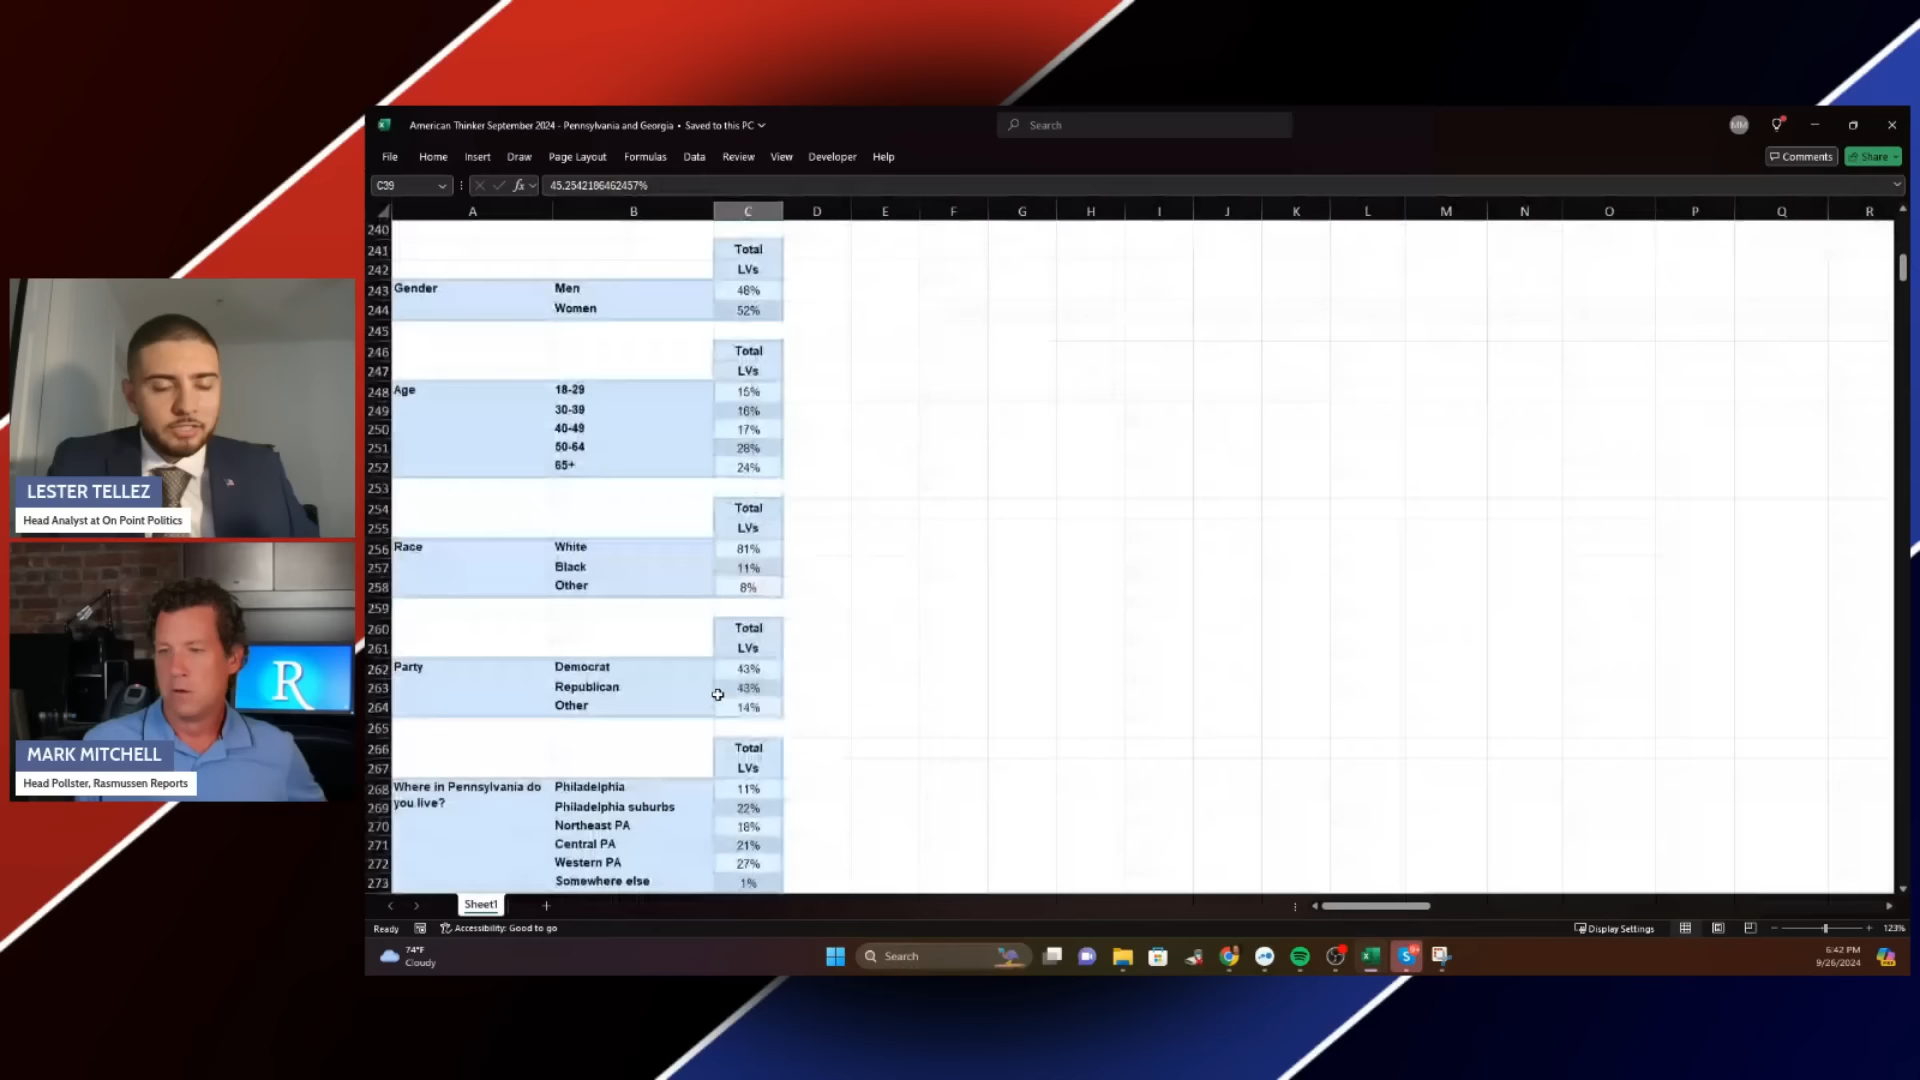 American Thinker September 2024 - Pennsylvania and Georgia • Saved to this PC
Search
MM
File Home Insert Draw Page Layout Formulas Data Review View Developer Help
Comments Share
C39 fx 45.2542186462457%
A B C D E F G H I J K L M N O P Q R
240
241 Total
242 LVs
243 Gender Men 48%
244 Women 52%
245
246 Total
247 LVs
248 Age 18-29 15%
249 30-39 16%
250 40-49 17%
251 50-64 28%
252 65+ 24%
253
254 Total
255 LVs
256 Race White 81%
257 Black 11%
258 Other 8%
259
260 Total
261 LVs
262 Party Democrat 43%
263 Republican 43%
264 Other 14%
265
266 Total
267 LVs
268 Where in Pennsylvania do Philadelphia 11%
269 you live? Philadelphia suburbs 22%
270 Northeast PA 18%
271 Central PA 21%
272 Western PA 27%
273 Somewhere else 1%
Sheet1
Ready Accessibility: Good to go Display Settings 123%
74°F
Cloudy
Search
6:42 PM
9/26/2024
LESTER TELLEZ
Head Analyst at On Point Politics
R
MARK MITCHELL
Head Pollster, Rasmussen Reports